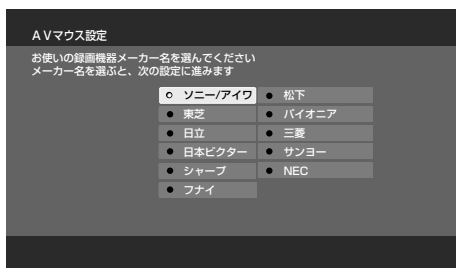 AVマウス設定
お使いの録画機器メーカー名を選んでください
メーカー名を選ぶと、次の設定に進みます
ソニー/アイワ 松下
東芝 パイオニア
日立 三菱
日本ビクター サンヨー
シャープ NEC
フナイ